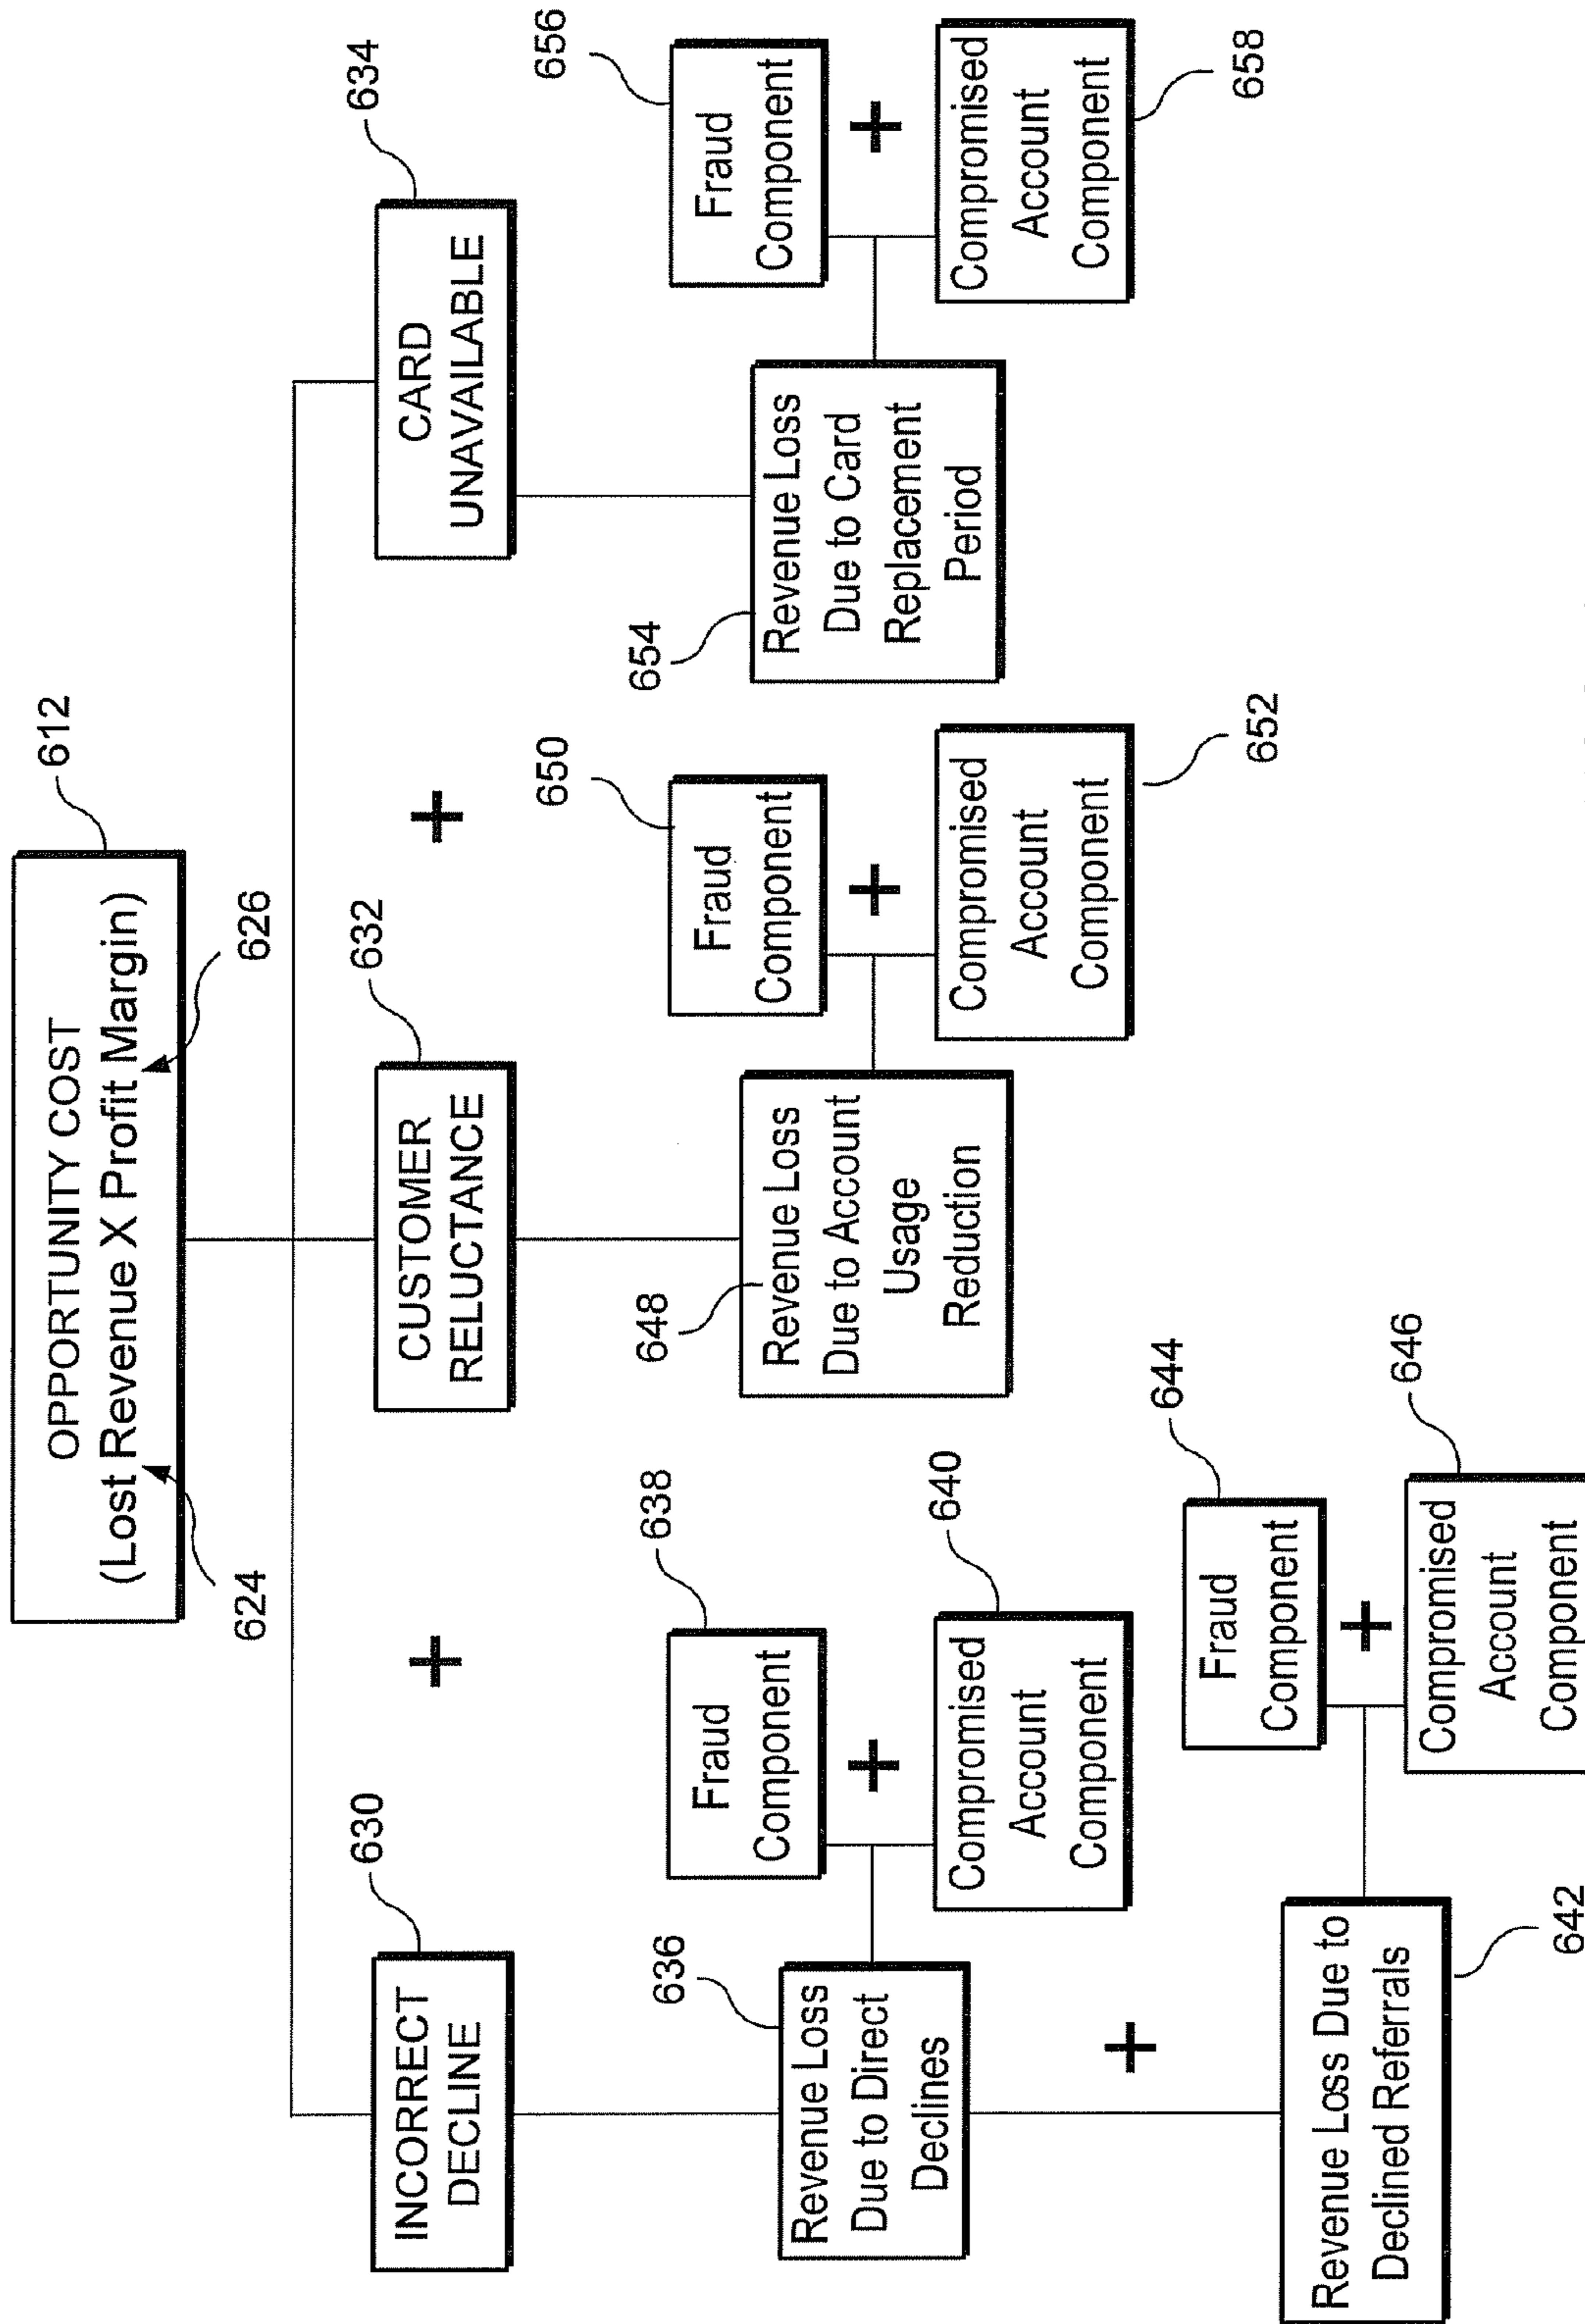 OPPORTUNITY COST
(Lost Revenue X Profit Margin)
612
624
626
INCORRECT
DECLINE
630
+
CUSTOMER
RELUCTANCE
632
+
CARD
UNAVAILABLE
634
636
Revenue Loss
Due to Direct
Declines
Fraud
Component
638
+
Compromised
Account
Component
640
+
Revenue Loss Due to
Declined Referrals
642
Fraud
Component
644
+
Compromised
Account
Component
646
648
Revenue Loss
Due to Account
Usage
Reduction
Fraud
Component
650
+
Compromised
Account
Component
652
654
Revenue Loss
Due to Card
Replacement
Period
Fraud
Component
656
+
Compromised
Account
Component
658